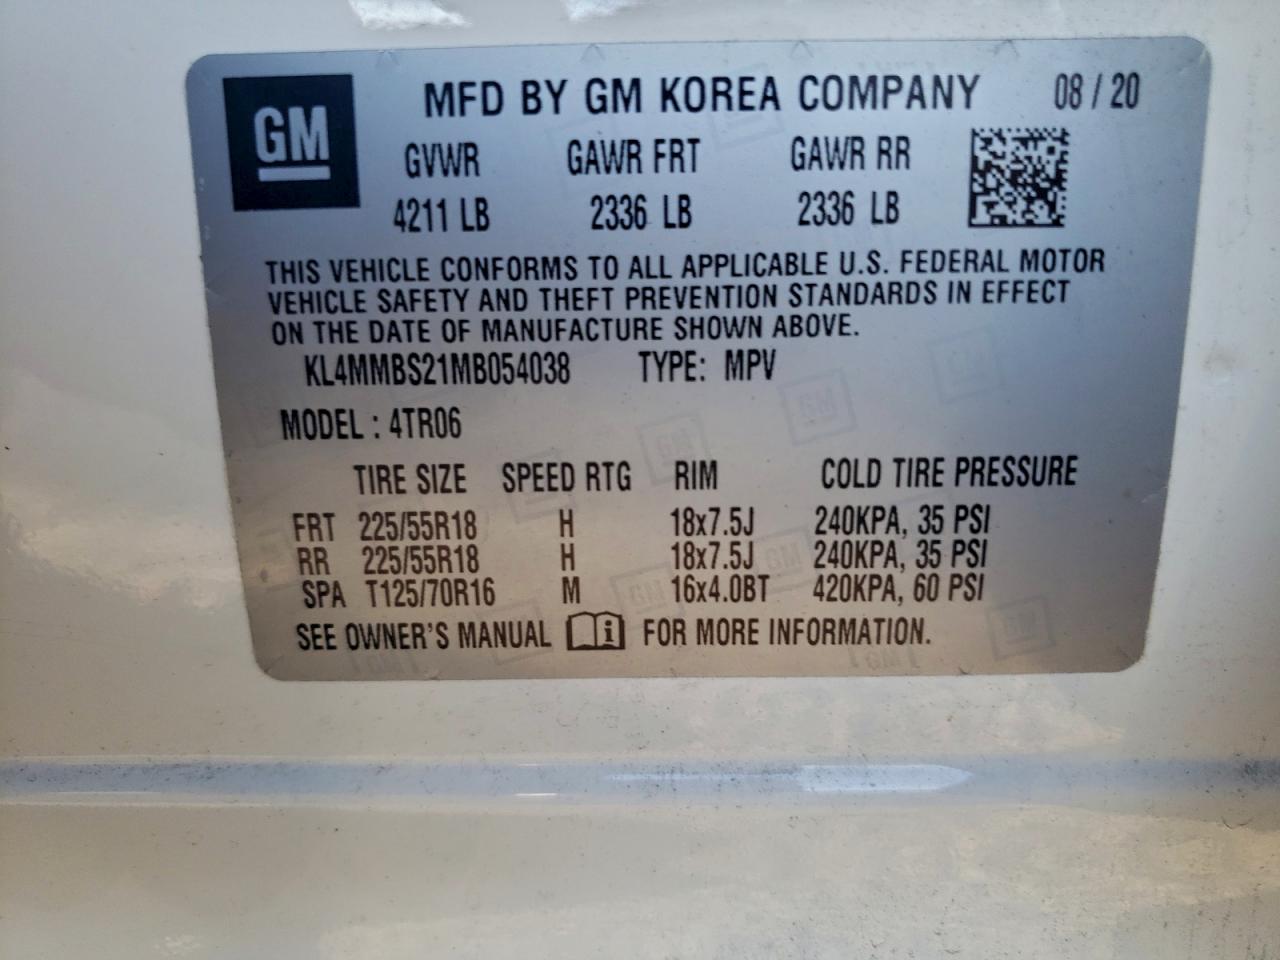 GM
MFD BY GM KOREA COMPANY 08 / 20
GVWR GAWR FRT GAWR RR
4211 LB 2336 LB 2336 LB
THIS VEHICLE CONFORMS TO ALL APPLICABLE U.S. FEDERAL MOTOR
VEHICLE SAFETY AND THEFT PREVENTION STANDARDS IN EFFECT
ON THE DATE OF MANUFACTURE SHOWN ABOVE.
KL4MMBS21MB054038 TYPE: MPV
MODEL : 4TR06
TIRE SIZE SPEED RTG RIM COLD TIRE PRESSURE
FRT 225/55R18 H 18x7.5J 240KPA, 35 PSI
RR 225/55R18 H 18x7.5J 240KPA, 35 PSI
SPA T125/70R16 M 16x4.0BT 420KPA, 60 PSI
SEE OWNER'S MANUAL FOR MORE INFORMATION.